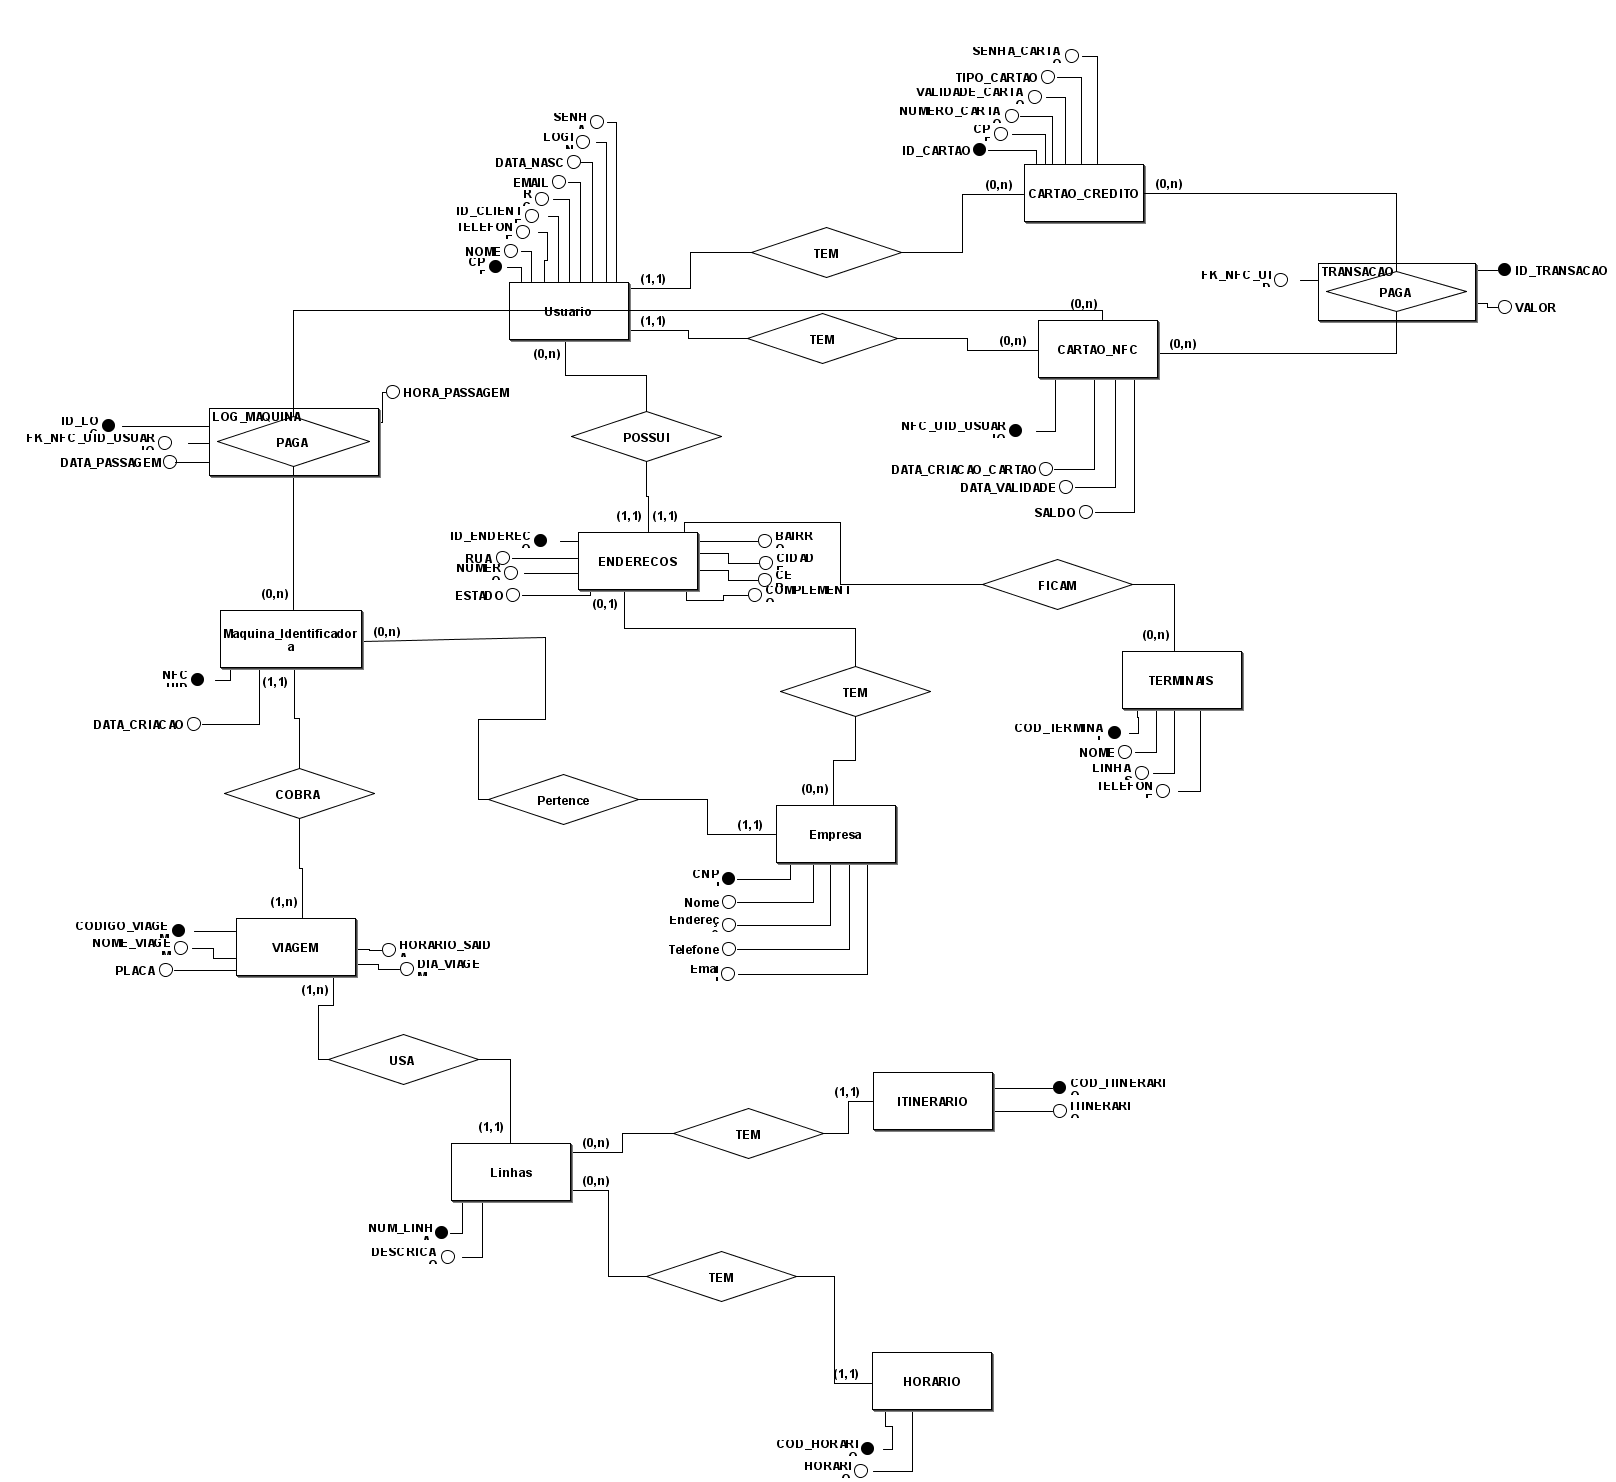 SENHA_CARTAO
TIPO_CARTAO
VALIDADE_CARTAO
NUMERO_CARTAO
CPF
ID_CARTAO
CARTAO_CREDITO
(0,n)
(0,n)
SENHA
LOGIN
DATA_NASC
EMAIL
RG
ID_CLIENTE
TELEFONE
NOME
CPF
Usuario
(1,1)
(1,1)
(0,n)
TEM
TEM
FK_NFC_UID
TRANSACAO
PAGA
ID_TRANSACAO
VALOR
(0,n)
(0,n)
(0,n)
CARTAO_NFC
NFC_UID_USUARIO
DATA_CRIACAO_CARTAO
DATA_VALIDADE
SALDO
HORA_PASSAGEM
LOG_MAQUINA
PAGA
ID_LOG
FK_NFC_UID_USUARIO
DATA_PASSAGEM
POSSUI
(1,1)
(1,1)
ID_ENDERECO
RUA
NUMERO
ESTADO
ENDERECOS
BAIRRO
CIDADE
CEP
COMPLEMENTO
(0,1)
FICAM
(0,n)
TERMINAIS
COD_TERMINAL
NOME
LINHAS
TELEFONE
(0,n)
Maquina_Identificador
a
(0,n)
NFC
UID
(1,1)
DATA_CRIACAO
TEM
COBRA
Pertence
(0,n)
(1,1)
Empresa
CNPJ
Nome
Endereço
Telefone
Email
(1,n)
CODIGO_VIAGEM
NOME_VIAGEM
PLACA
VIAGEM
HORARIO_SAIDA
DIA_VIAGEM
(1,n)
USA
(1,1)
Linhas
(0,n)
(0,n)
NUM_LINHA
DESCRICAO
TEM
(1,1)
ITINERARIO
COD_ITINERARIO
ITINERARIO
TEM
(1,1)
HORARIO
COD_HORARIO
HORARIO